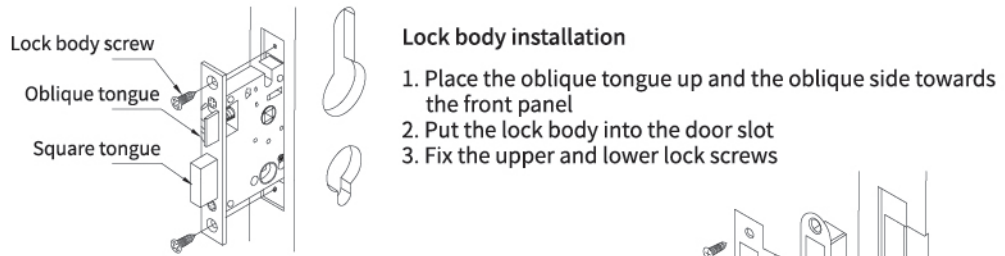 Lock body screw
Oblique tongue
Square tongue
Lock body installation
1. Place the oblique tongue up and the oblique side towards
the front panel
2. Put the lock body into the door slot
3. Fix the upper and lower lock screws